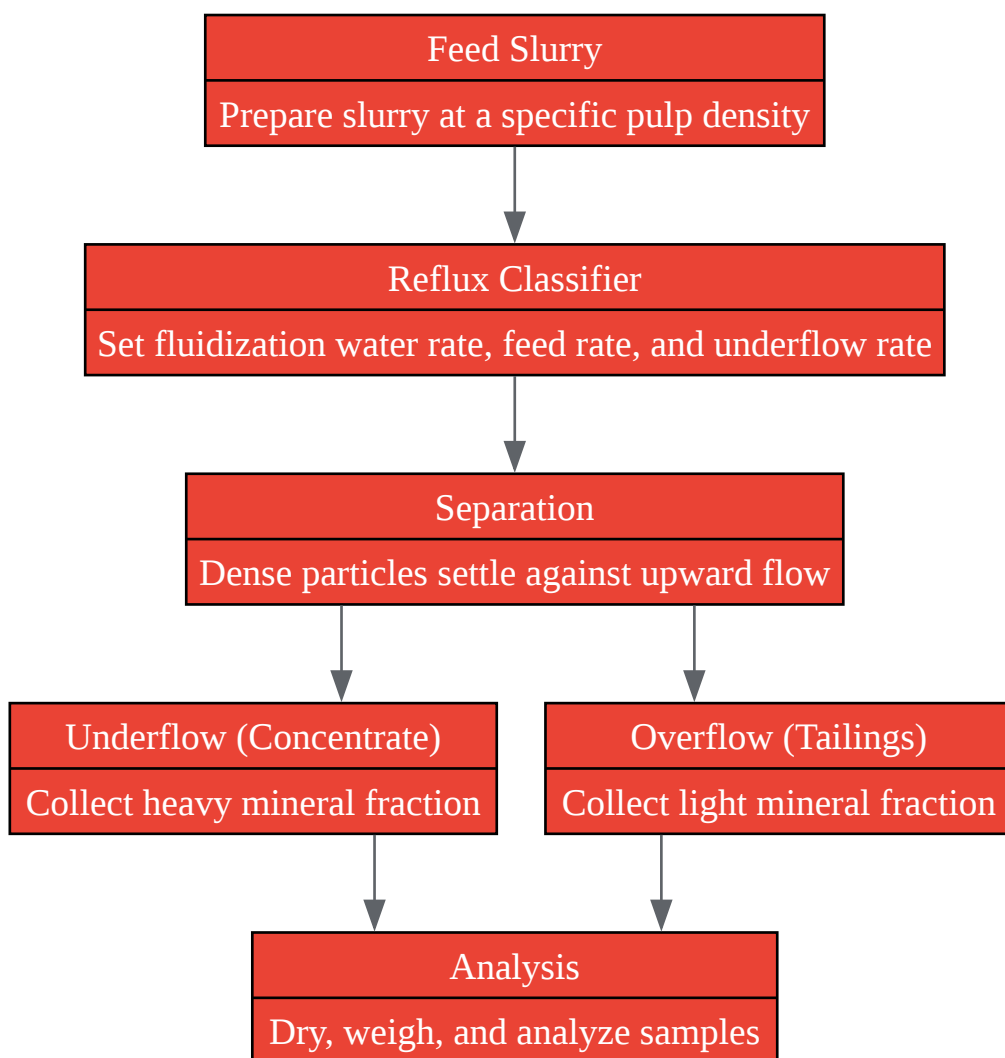 Feed Slurry
Prepare slurry at a specific pulp density
Reflux Classifier
Set fluidization water rate, feed rate, and underflow rate
Separation
Dense particles settle against upward flow
Underflow (Concentrate)
Collect heavy mineral fraction
Overflow (Tailings)
Collect light mineral fraction
Analysis
Dry, weigh, and analyze samples